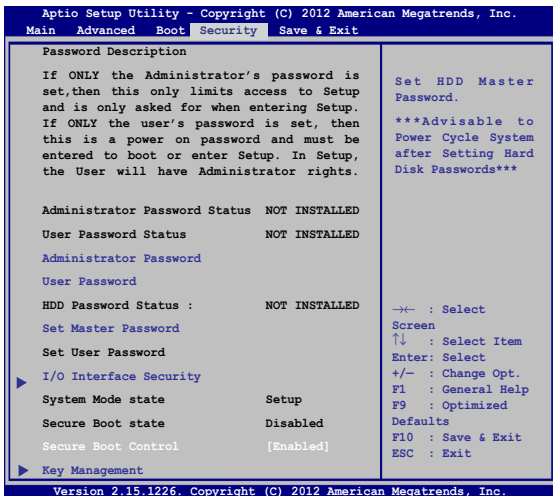 Aptio Setup Utility - Copyright (C) 2012 American Megatrends, Inc.
Main Advanced Boot Security Save & Exit
Password Description
If ONLY the Administrator's password is
set,then this only limits access to Setup
and is only asked for when entering Setup.
If ONLY the user's password is set, then
this is a power on password and must be
entered to boot or enter Setup. In Setup,
the User will have Administrator rights.
Administrator Password Status NOT INSTALLED
User Password Status NOT INSTALLED
Administrator Password
User Password
HDD Password Status : NOT INSTALLED
Set Master Password
Set User Password
I/O Interface Security
System Mode state Setup
Secure Boot state Disabled
Secure Boot Control [Enabled]
Key Management
Set HDD Master
Password.
***Advisable to
Power Cycle System
after Setting Hard
Disk Passwords***
→← : Select
Screen
↑↓ : Select Item
Enter: Select
+/— : Change Opt.
F1 : General Help
F9 : Optimized
Defaults
F10 : Save & Exit
ESC : Exit
Version 2.15.1226. Copyright (C) 2012 American Megatrends, Inc.